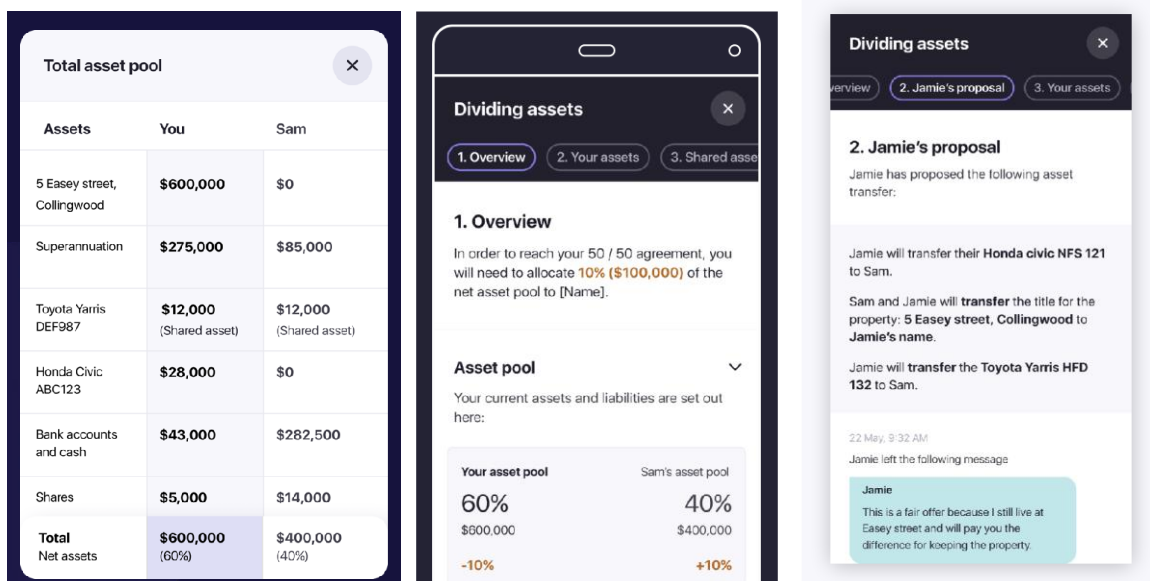 Total asset pool
Assets You Sam
5 Easey street,
Collingwood
$600,000 $0
Superannuation $275,000 $85,000
Toyota Yarris
DEF987
$12,000 $12,000
(Shared asset) (Shared asset)
Honda Civic
ABC123
$28,000 $0
Bank accounts
and cash
$43,000 $282,500
Shares $5,000 $14,000
Total $600,000 $400,000
Net assets (60%) (40%)
Dividing assets
1. Overview 2. Your assets 3. Shared asse
1. Overview
In order to reach your 50 / 50 agreement, you
will need to allocate 10% ($100,000) of the
net asset pool to [Name].
Asset pool
Your current assets and liabilities are set out
here:
Your asset pool Sam's asset pool
60% 40%
$600,000 $400,000
-10% +10%
Dividing assets
verview 2. Jamie's proposal 3. Your assets
2. Jamie's proposal
Jamie has proposed the following asset
transfer:
Jamie will transfer their Honda civic NFS 121
to Sam.
Sam and Jamie will transfer the title for the
property: 5 Easey street, Collingwood to
Jamie's name.
Jamie will transfer the Toyota Yarris HFD
132 to Sam.
22 May, 9:32 AM
Jamie left the following message
Jamie
This is a fair offer because I still live at
Easey street and will pay you the
difference for keeping the property.